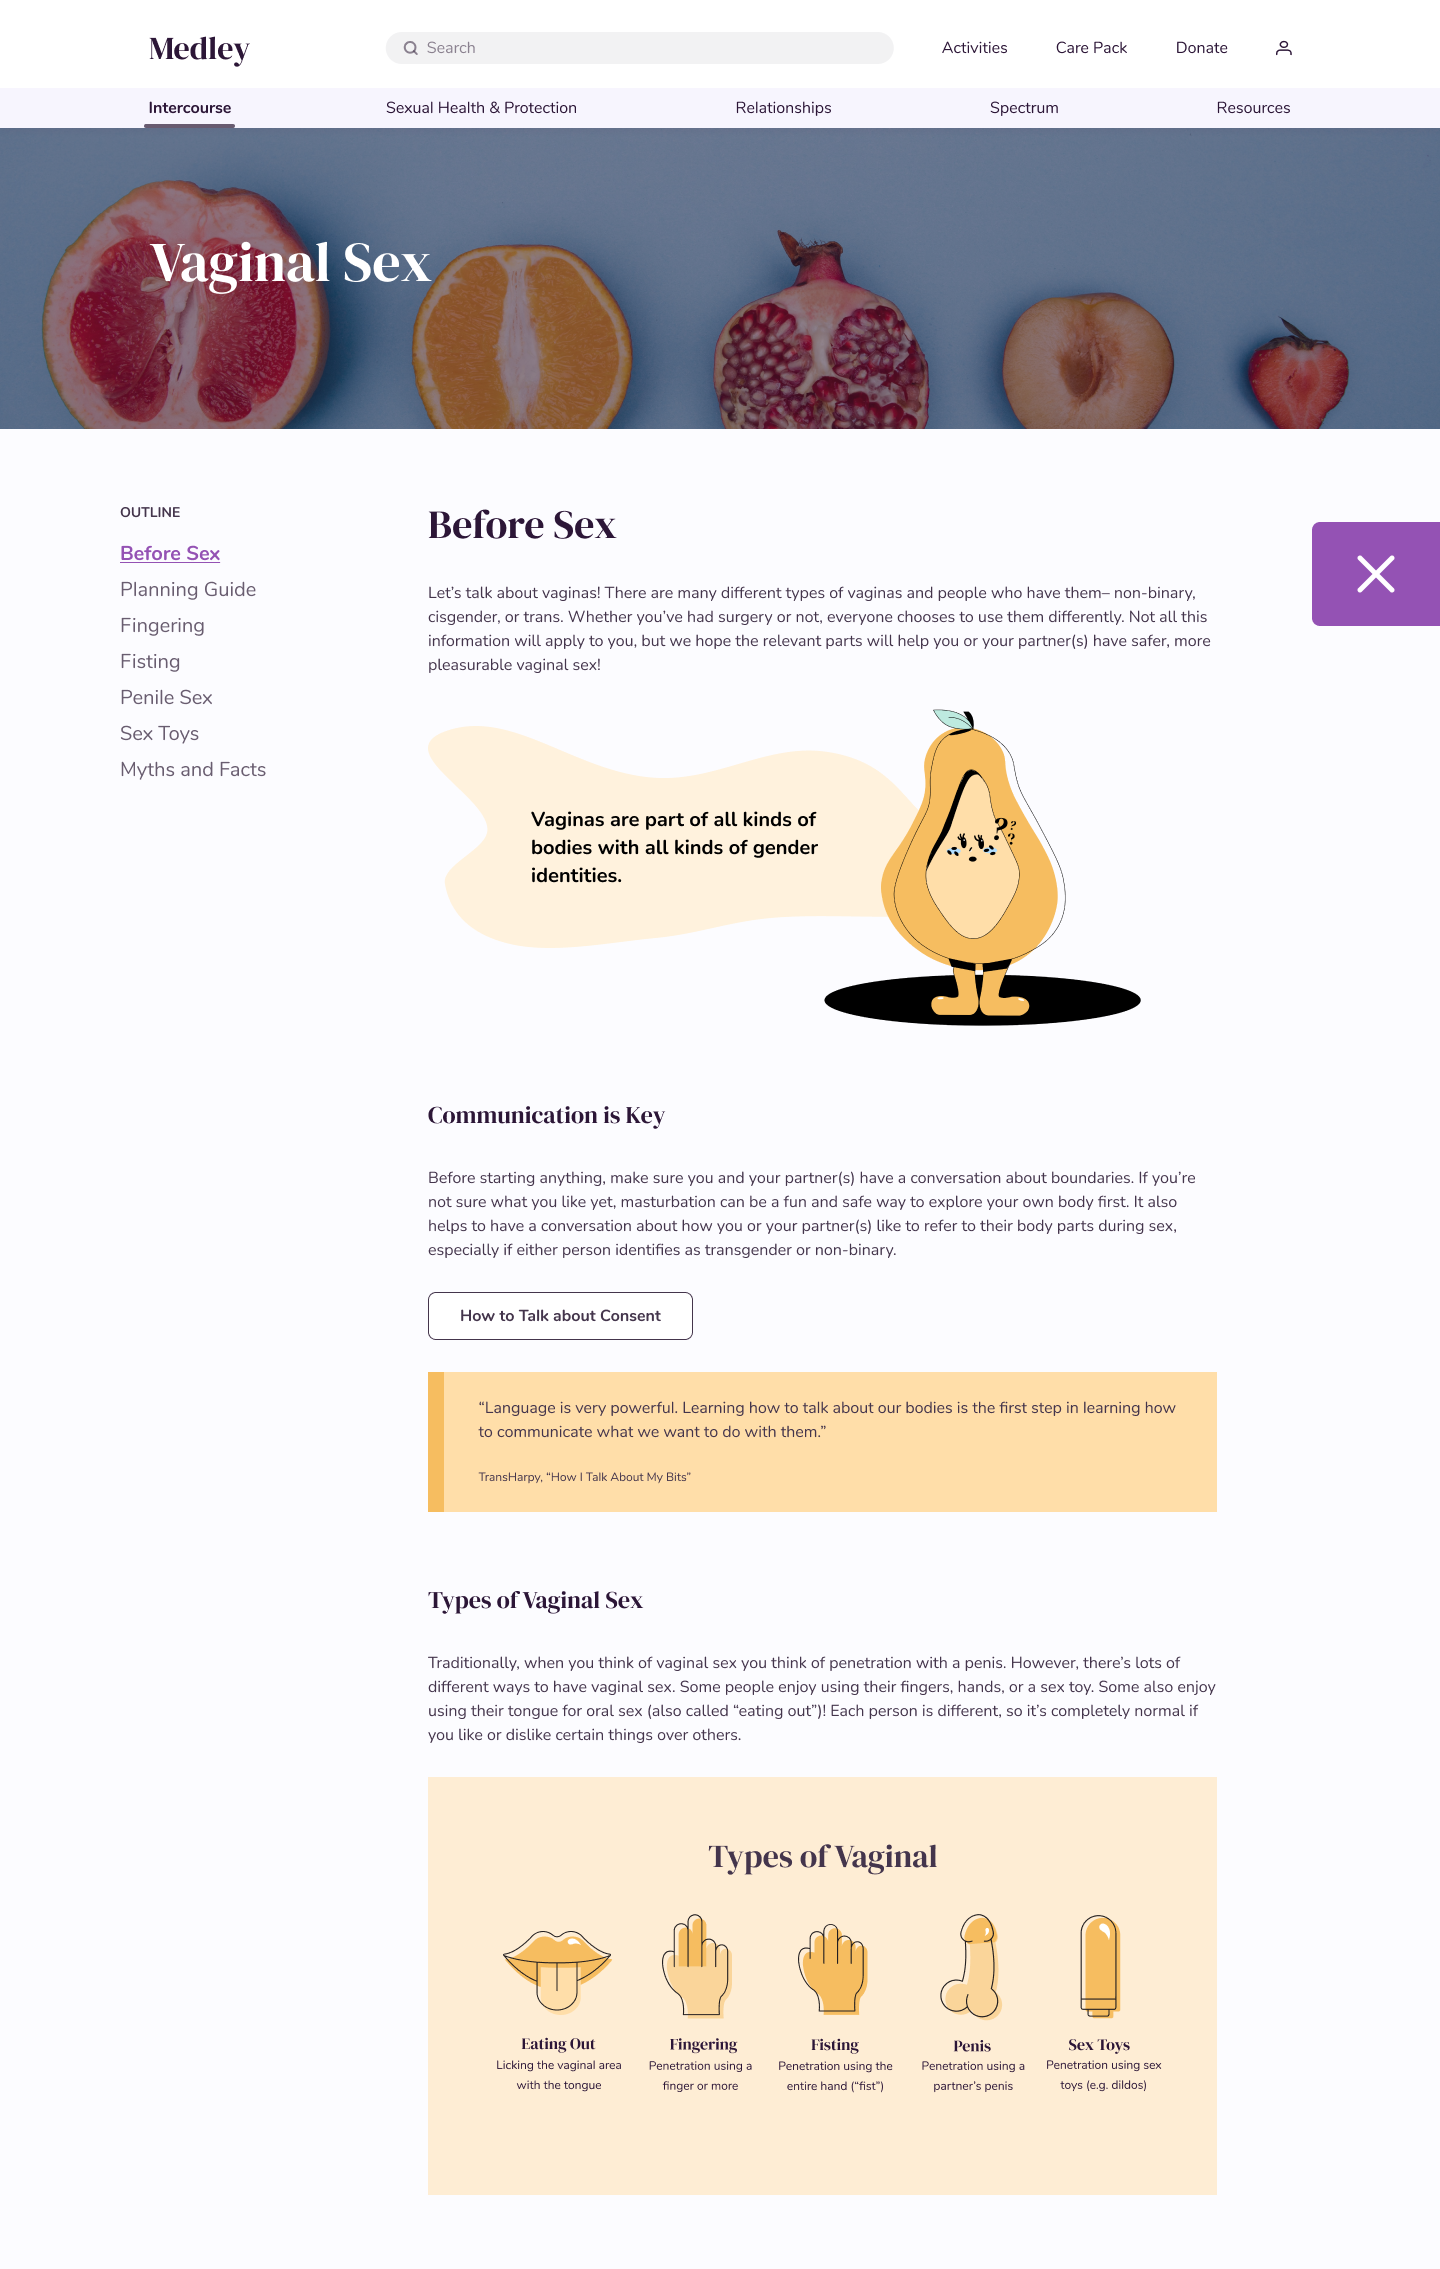 Medley
Search
Activities
Care Pack
Donate
Intercourse
Sexual Health & Protection
Relationships
Spectrum
Resources
Vaginal Sex
OUTLINE
Before Sex
Planning Guide
Fingering
Fisting
Penile Sex
Sex Toys
Myths and Facts
Before Sex
Let’s talk about vaginas! There are many different types of vaginas and people who have them– non-binary,
cisgender, or trans. Whether you’ve had surgery or not, everyone chooses to use them differently. Not all this
information will apply to you, but we hope the relevant parts will help you or your partner(s) have safer, more
pleasurable vaginal sex!
Vaginas are part of all kinds of
bodies with all kinds of gender
identities.
???
Communication is Key
Before starting anything, make sure you and your partner(s) have a conversation about boundaries. If you’re
not sure what you like yet, masturbation can be a fun and safe way to explore your own body first. It also
helps to have a conversation about how you or your partner(s) like to refer to their body parts during sex,
especially if either person identifies as transgender or non-binary.
How to Talk about Consent
“Language is very powerful. Learning how to talk about our bodies is the first step in learning how
to communicate what we want to do with them.”
TransHarpy, “How I Talk About My Bits”
Types of Vaginal Sex
Traditionally, when you think of vaginal sex you think of penetration with a penis. However, there’s lots of
different ways to have vaginal sex. Some people enjoy using their fingers, hands, or a sex toy. Some also enjoy
using their tongue for oral sex (also called “eating out”)! Each person is different, so it’s completely normal if
you like or dislike certain things over others.
Types of Vaginal
Eating Out
Licking the vaginal area
with the tongue
Fingering
Penetration using a
finger or more
Fisting
Penetration using the
entire hand (“fist”)
Penis
Penetration using a
partner’s penis
Sex Toys
Penetration using sex
toys (e.g. dildos)